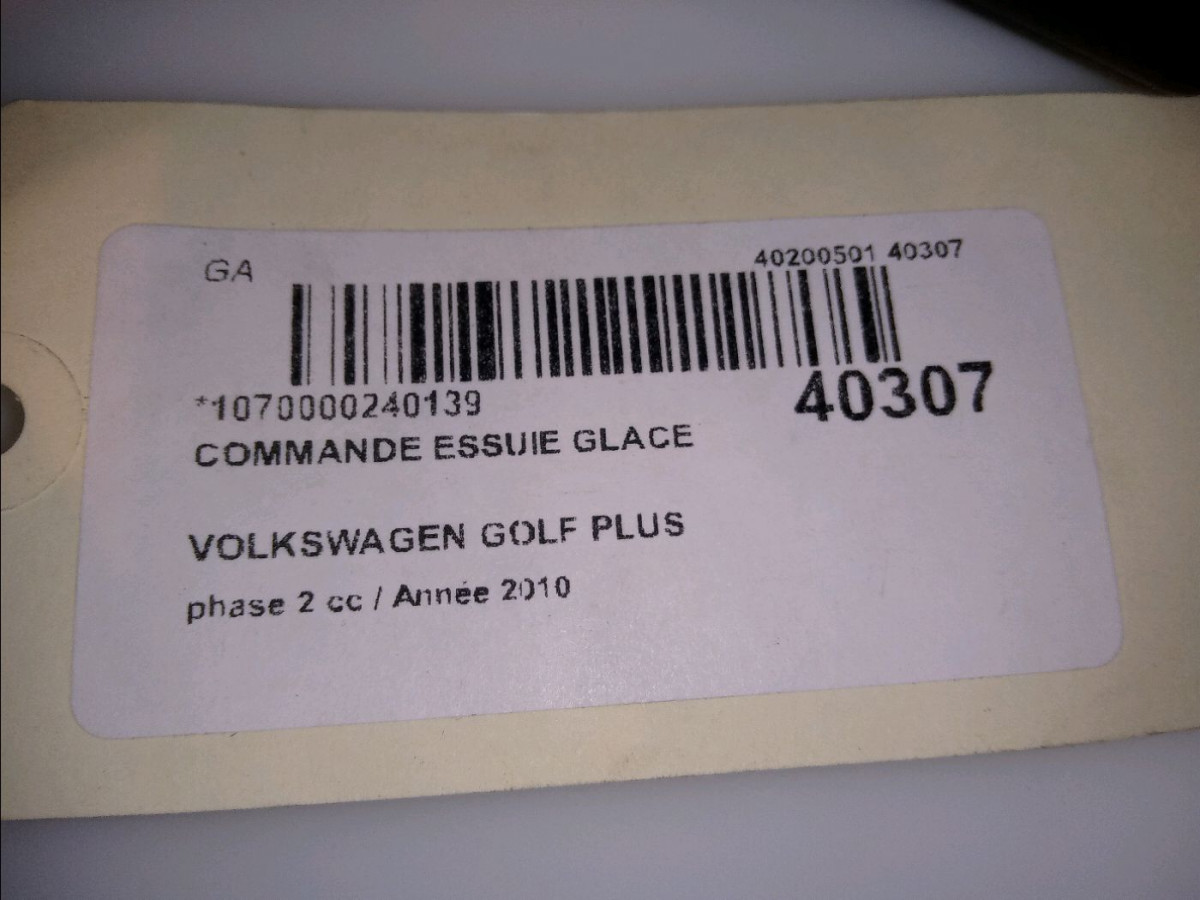 GA 40200501 40307
*1070000240139 40307
COMMANDE ESSUIE GLACE
VOLKSWAGEN GOLF PLUS
phase 2 cc / Année 2010